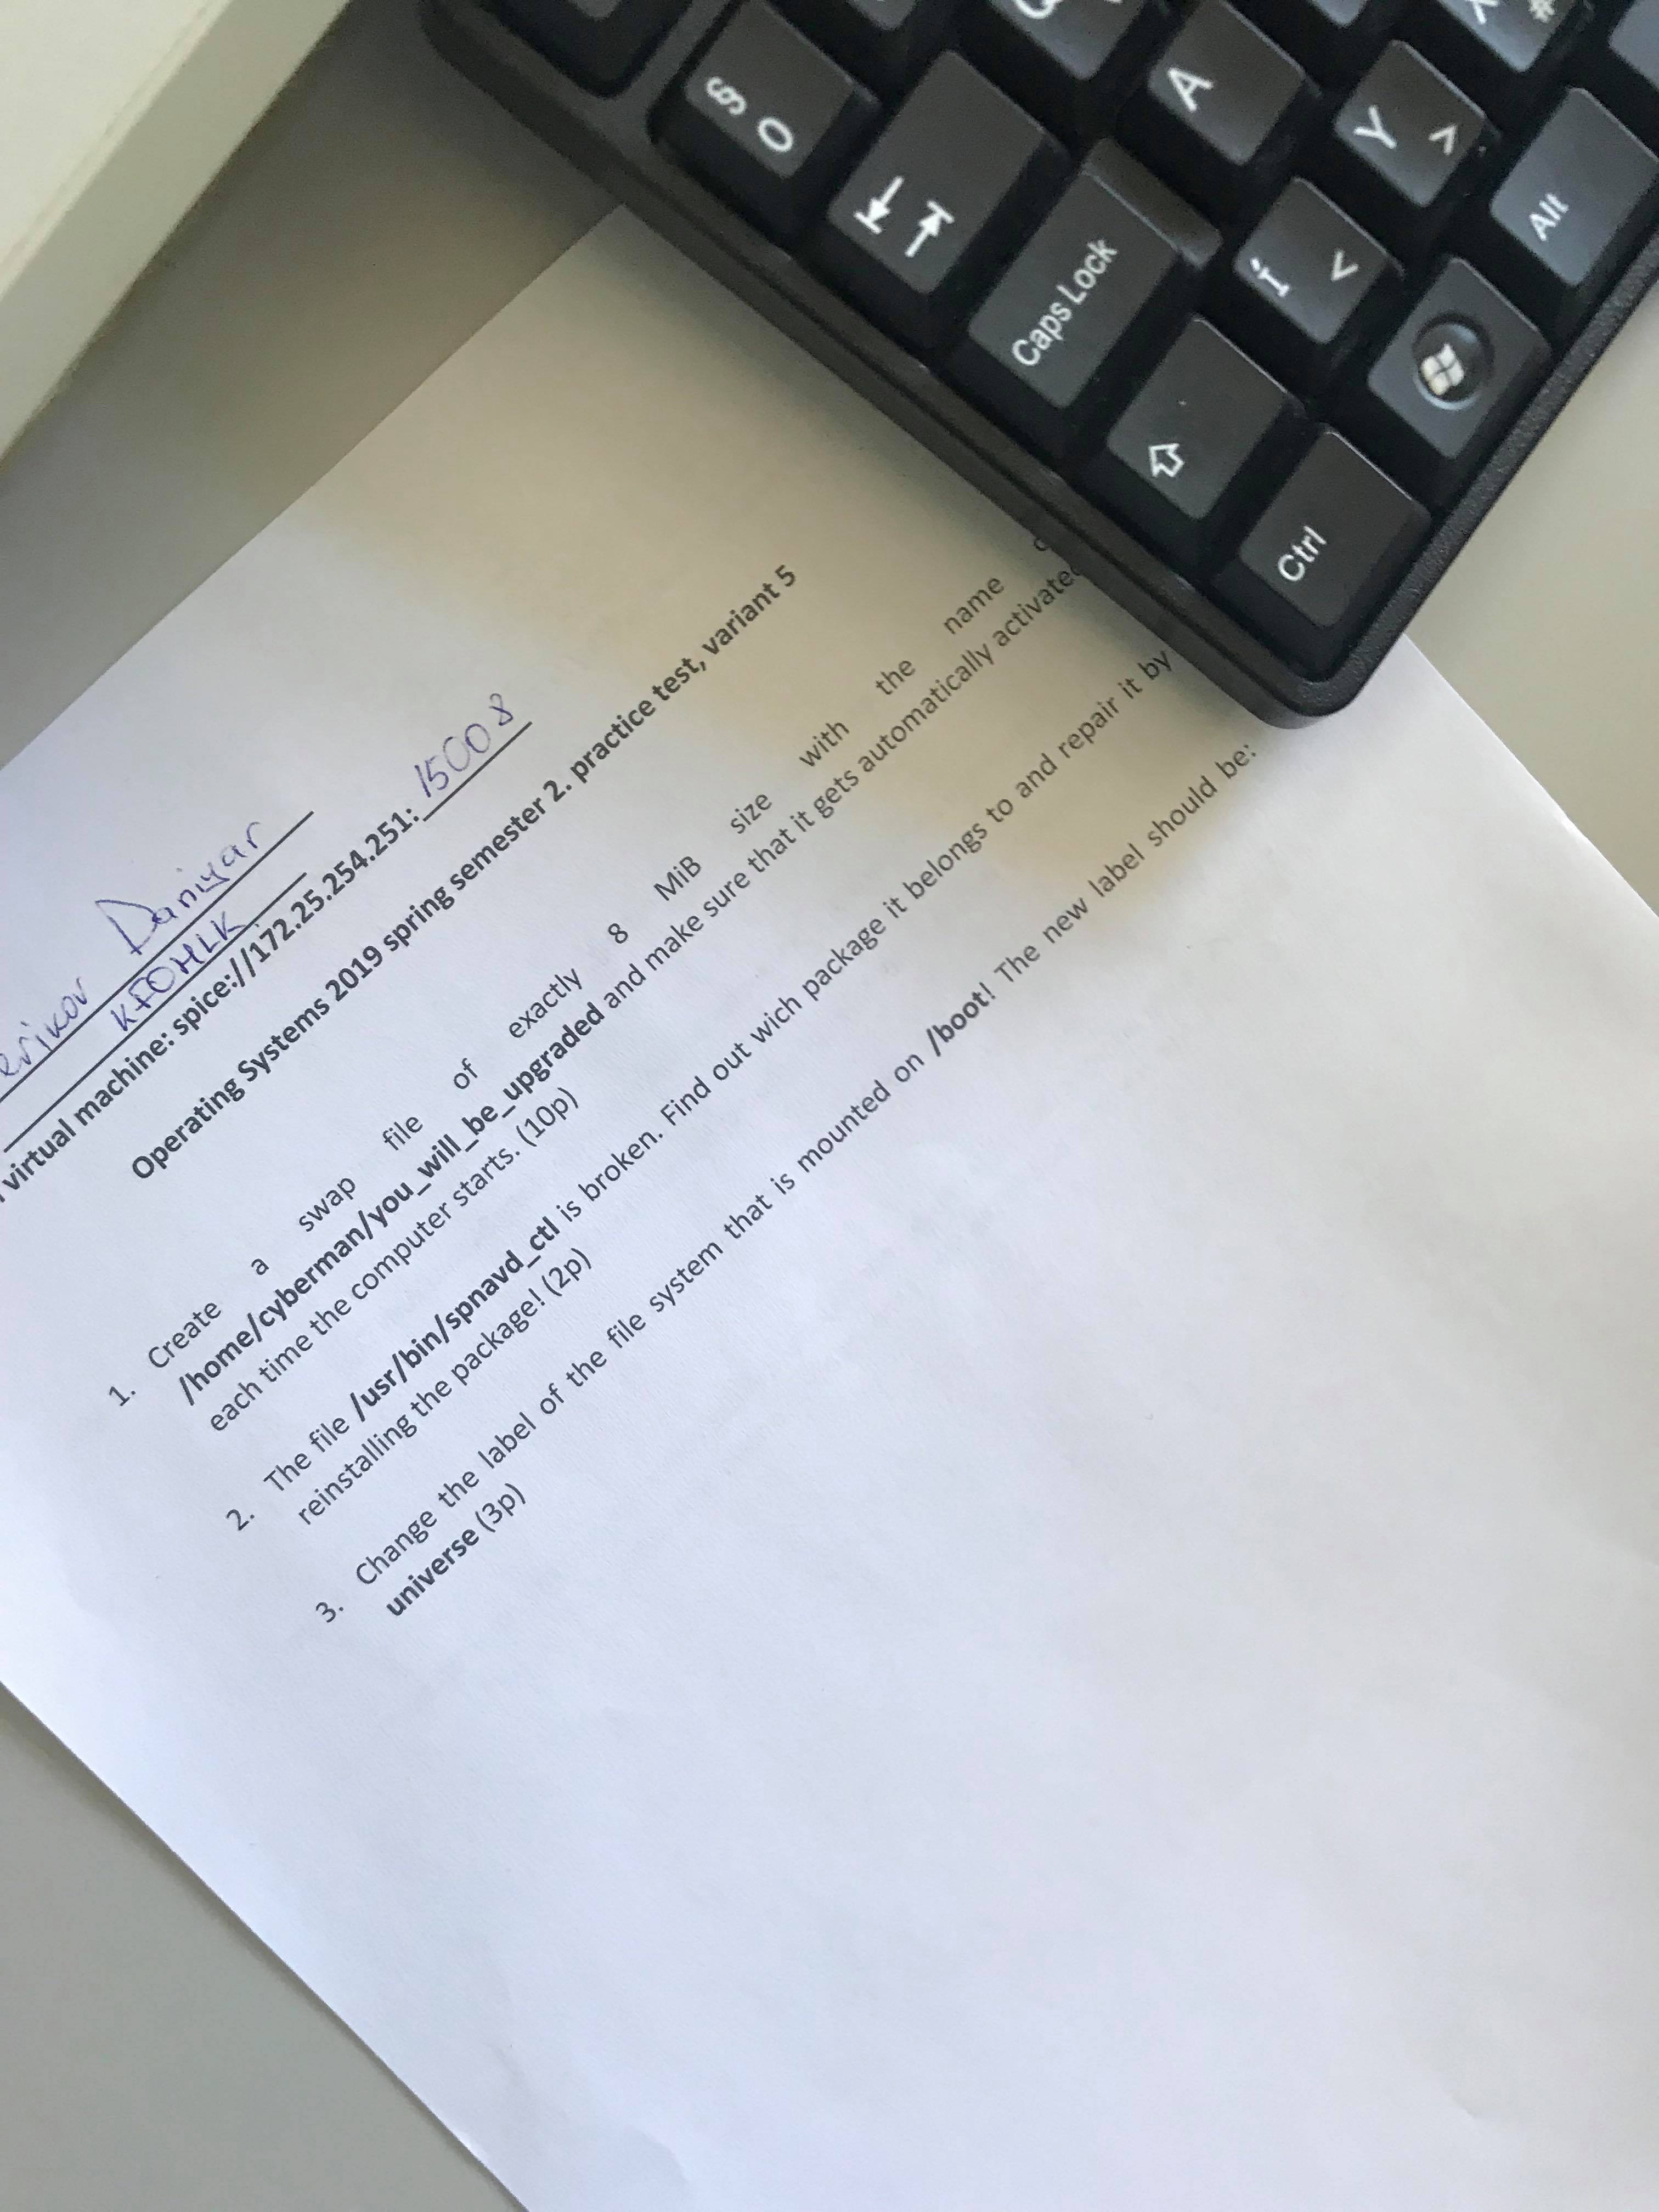 Daniyar
KFOHLK
virtual machine: spice://172.25.254.251: 15008
Operating Systems 2019 spring semester 2. practice test, variant 5
1. Create a swap file of exactly 8 MiB size with the name
/home/cyberman/you_will_be_upgraded and make sure that it gets automatically activated
each time the computer starts. (10p)
2. The file /usr/bin/spnavd_ctl is broken. Find out wich package it belongs to and repair it by
reinstalling the package! (2p)
3. Change the label of the file system that is mounted on /boot! The new label should be:
universe (3p)
§ 0
A
Y >
Alt
Caps Lock
Í <
Ctrl